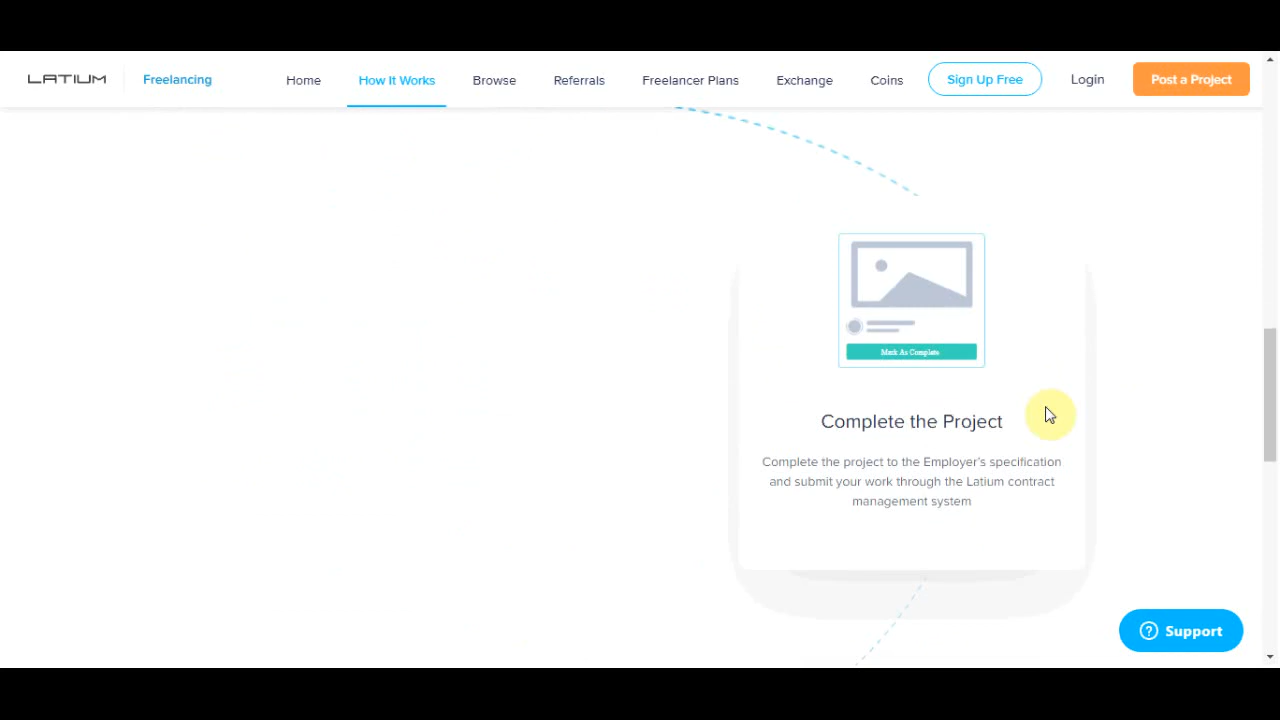 LATIUM Freelancing Home How It Works Browse Referrals Freelancer Plans Exchange Coins Sign Up Free Login Post a Project
Mark As Complete
Complete the Project
Complete the project to the Employer's specification
and submit your work through the Latium contract
management system
Support